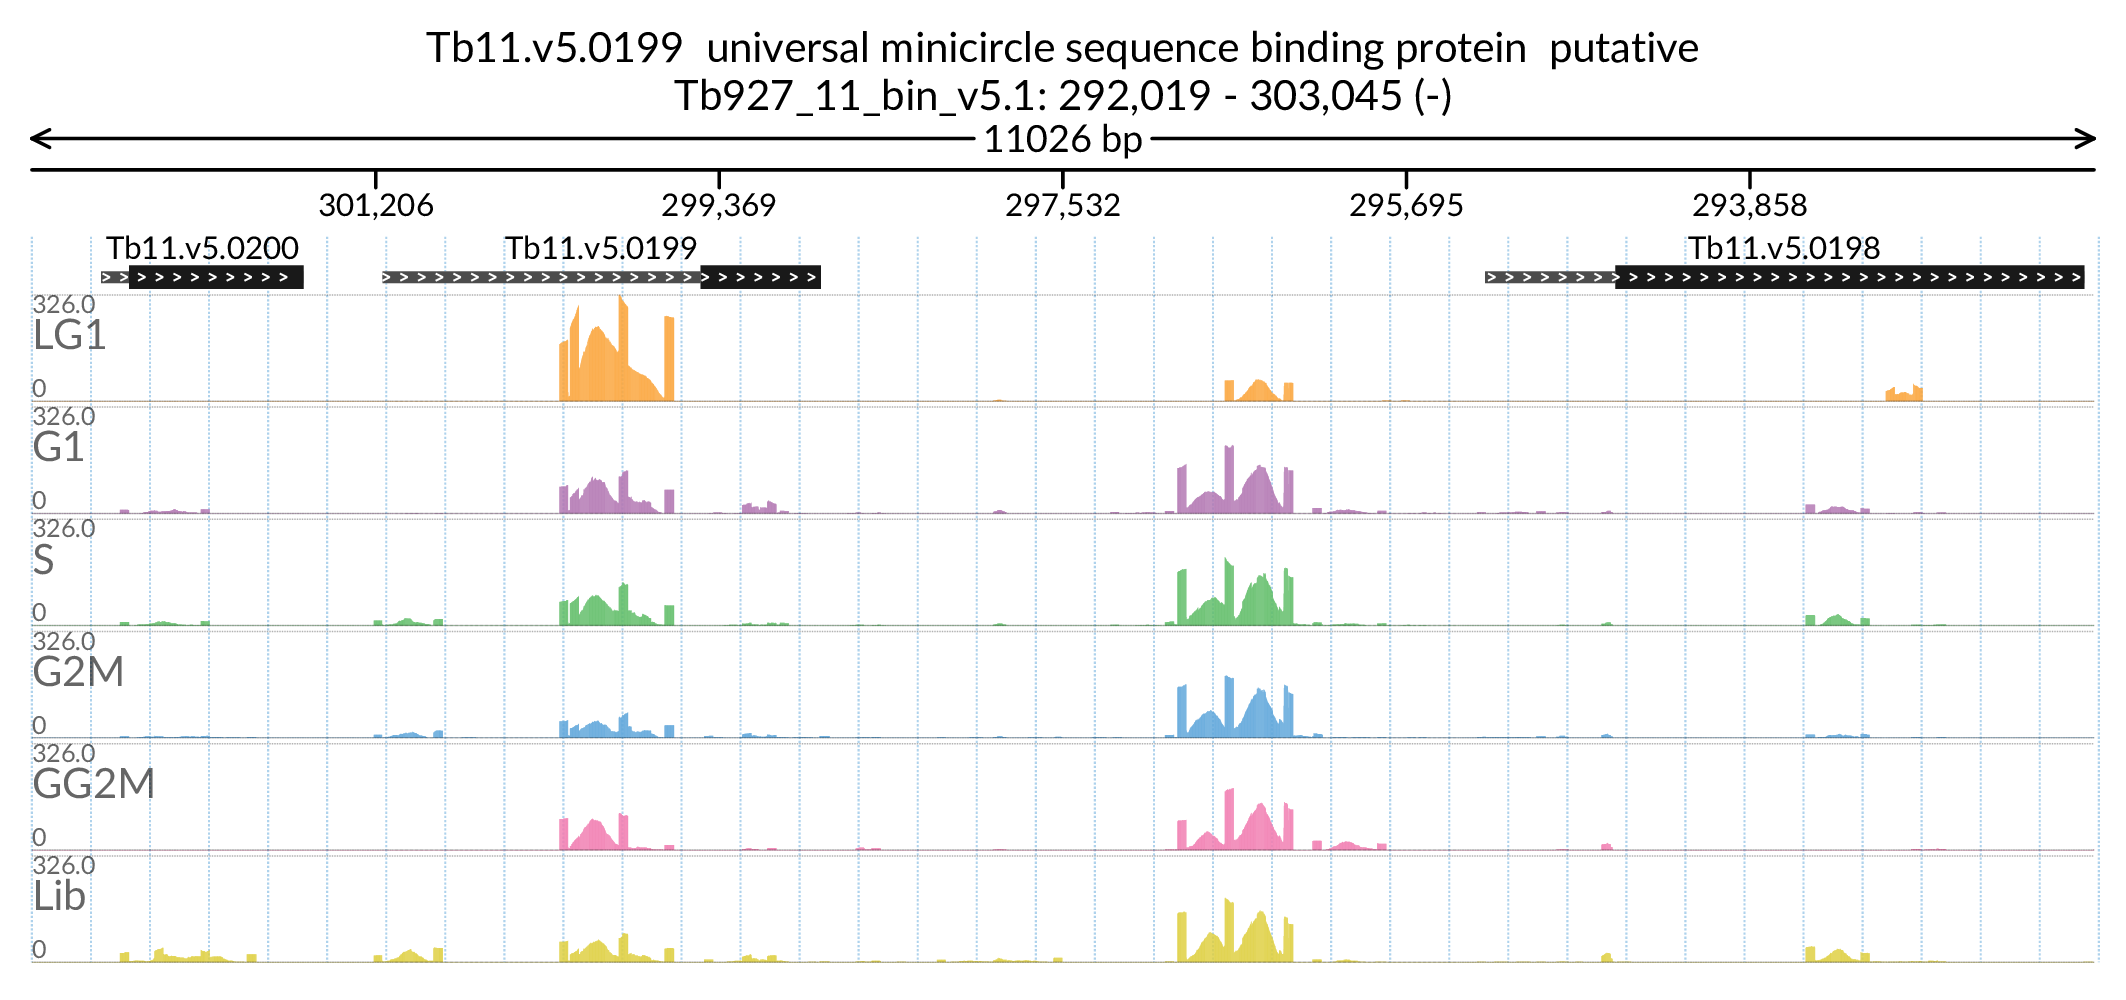 Tb11.v5.0199  universal minicircle sequence binding protein  putative
Tb927_11_bin_v5.1: 292,019 - 303,045 (-)
11026 bp
301,206 299,369 297,532 295,695 293,858
Tb11.v5.0200 Tb11.v5.0199 Tb11.v5.0198
326.0
LG1
0
326.0
G1
0
326.0
S
0
326.0
G2M
0
326.0
GG2M
0
326.0
Lib
0